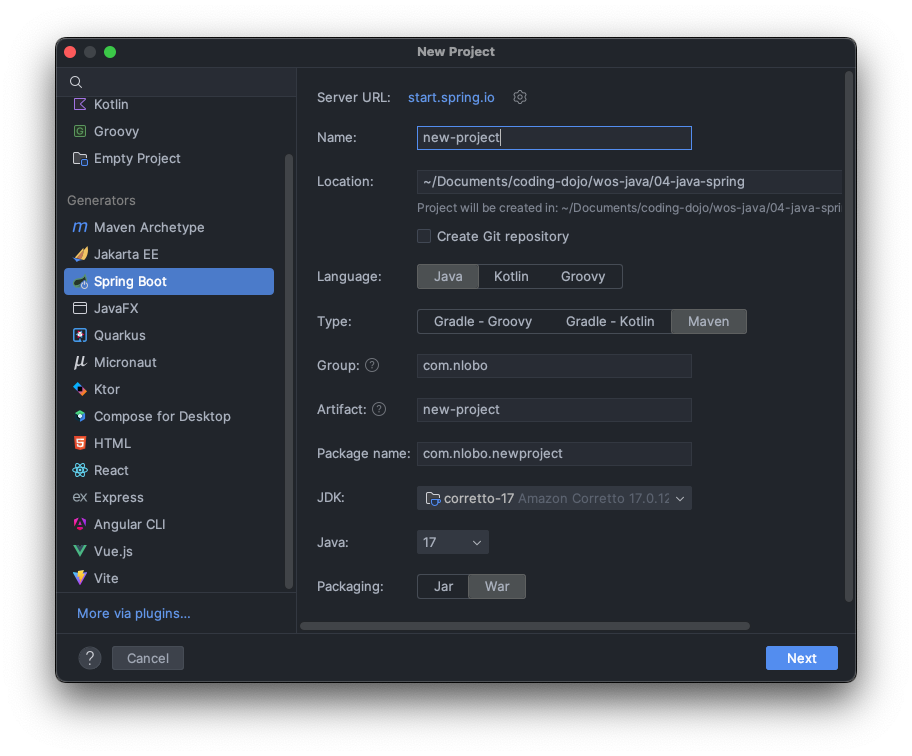 New Project
Kotlin
Groovy
Empty Project
Generators
Maven Archetype
Jakarta EE
Spring Boot
JavaFX
Quarkus
Micronaut
Ktor
Compose for Desktop
HTML
React
ex Express
Angular CLI
Vue.js
Vite
More via plugins...
Server URL: start.spring.io
Name: new-project
Location: ~/Documents/coding-dojo/wos-java/04-java-spring
Project will be created in: ~/Documents/coding-dojo/wos-java/04-java-spri
Create Git repository
Language: Java Kotlin Groovy
Type: Gradle - Groovy Gradle - Kotlin Maven
Group: ? com.nlobo
Artifact: ? new-project
Package name: com.nlobo.newproject
JDK: corretto-17 Amazon Corretto 17.0.12
Java: 17
Packaging: Jar War
? Cancel Next